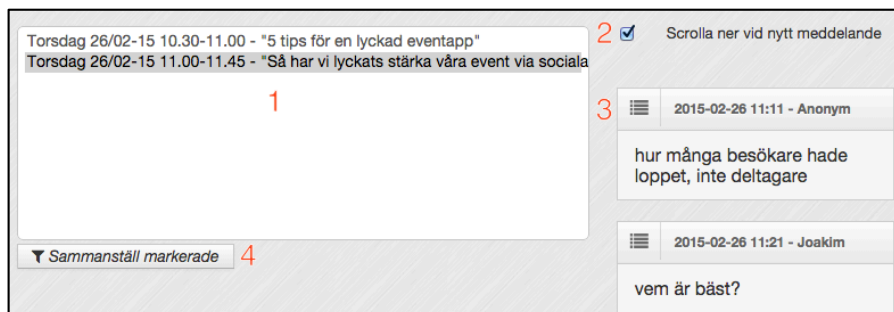 Torsdag 26/02-15 10.30-11.00 - "5 tips för en lyckad eventapp"
Torsdag 26/02-15 11.00-11.45 - "Så har vi lyckats stärka våra event via sociala
1
4
Sammanställ markerade
2
Scrolla ner vid nytt meddelande
3
2015-02-26 11:11 - Anonym
hur många besökare hade
loppet, inte deltagare
2015-02-26 11:21 - Joakim
vem är bäst?